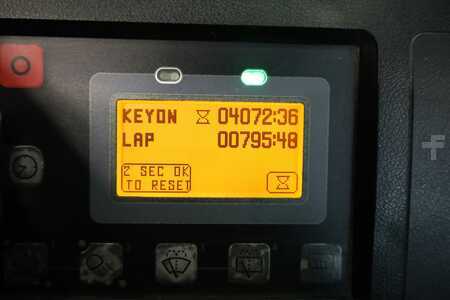 KEYON 04072:36
LAP 00795:48
2 SEC OK
TO RESET